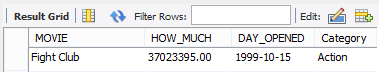 Result Grid Filter Rows: Edit:
MOVIE HOW_MUCH DAY_OPENED Category
Fight Club 37023395.00 1999-10-15 Action